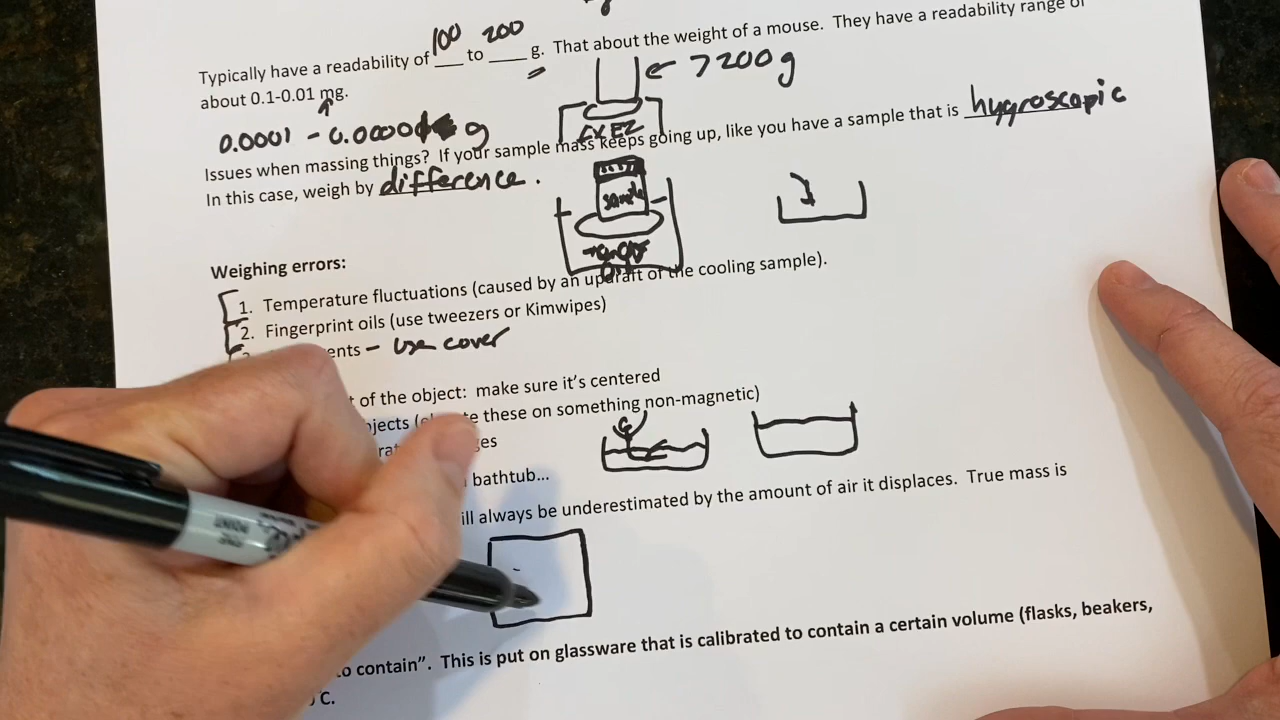 100 200
Typically have a readability of ___ to ____ g. That about the weight of a mouse. They have a readability range of
about 0.1-0.01 mg.
> 200g
0.0001 - 0.0000 g
Issues when massing things? If your sample mass keeps going up, like you have a sample that is hygroscopic
In this case, weigh by difference.
sample
Weighing errors:
1. Temperature fluctuations (caused by an updraft of the cooling sample).
2. Fingerprint oils (use tweezers or Kimwipes)
ents - use cover
t of the object: make sure it's centered
these on something non-magnetic)
bathtub...
ill always be underestimated by the amount of air it displaces. True mass is
to contain". This is put on glassware that is calibrated to contain a certain volume (flasks, beakers,
C.